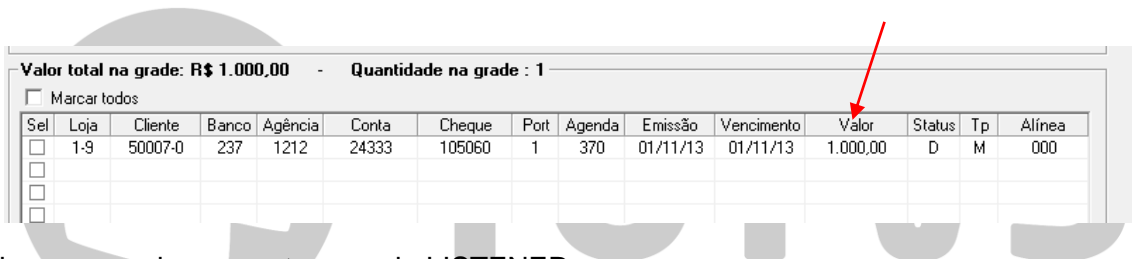 Valor total na grade: R$ 1.000,00 - Quantidade na grade : 1
Marcar todos
Sel Loja Cliente Banco Agência Conta Cheque Port Agenda Emissão Vencimento Valor Status Tp Alínea
1-9 50007-0 237 1212 24333 105060 1 370 01/11/13 01/11/13 1.000,00 D M 000
LISTENER